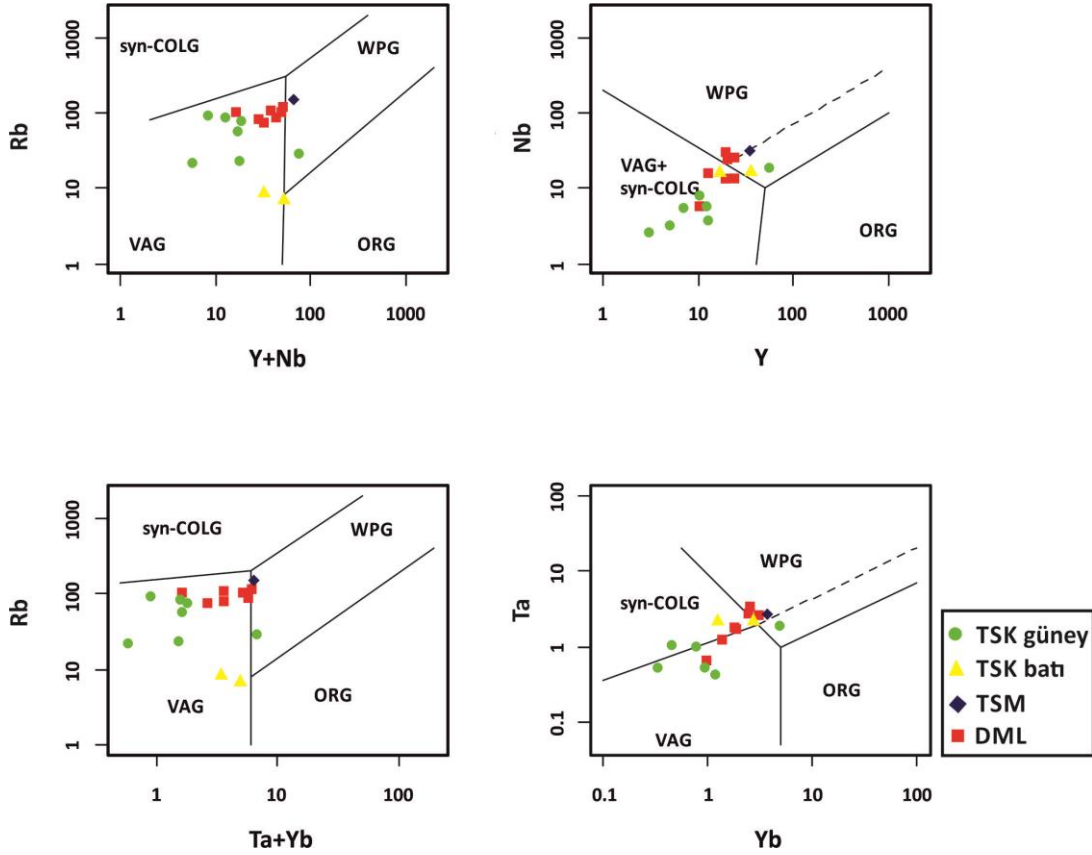 Rb
1000
100
10
1
syn-COLG
WPG
VAG
ORG
1 10 100 1000
Y+Nb
Nb
1000
100
10
1
WPG
VAG+
syn-COLG
ORG
1 10 100 1000
Y
Rb
1000
100
10
1
syn-COLG
WPG
VAG
ORG
1 10 100
Ta+Yb
Ta
100
10
1
0.1
WPG
syn-COLG
ORG
VAG
0.1 1 10 100
Yb
TSK güney
TSK batı
TSM
DML